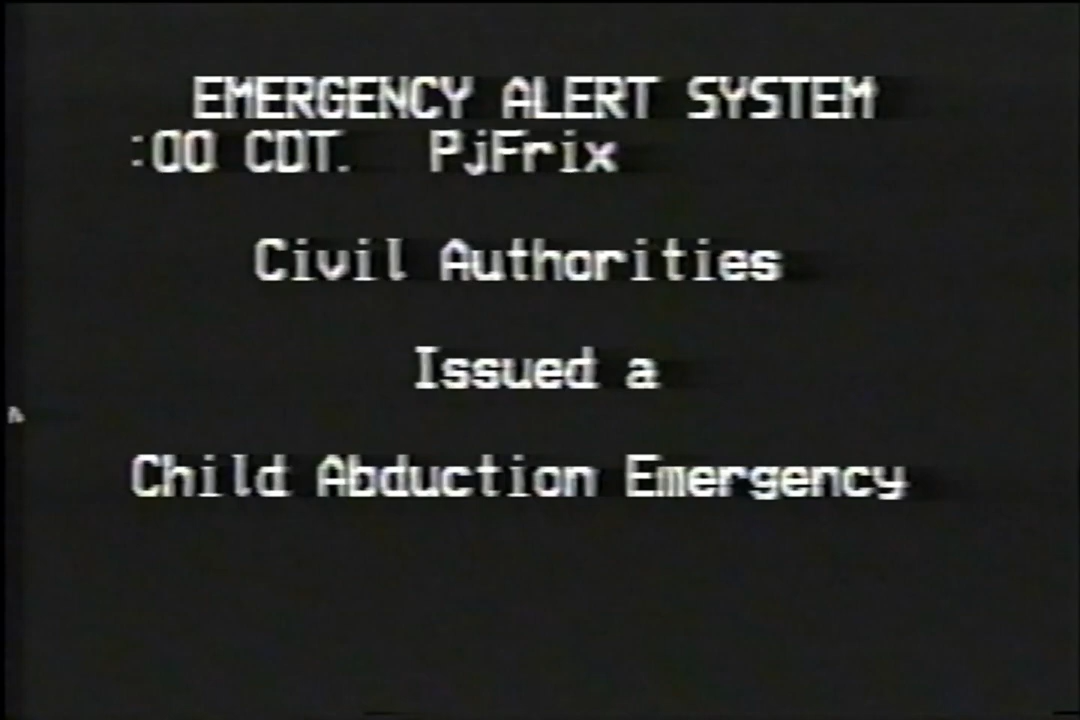 EMERGENCY ALERT SYSTEM
:00 CDT. PjFrix
Civil Authorities
Issued a
Child Abduction Emergency